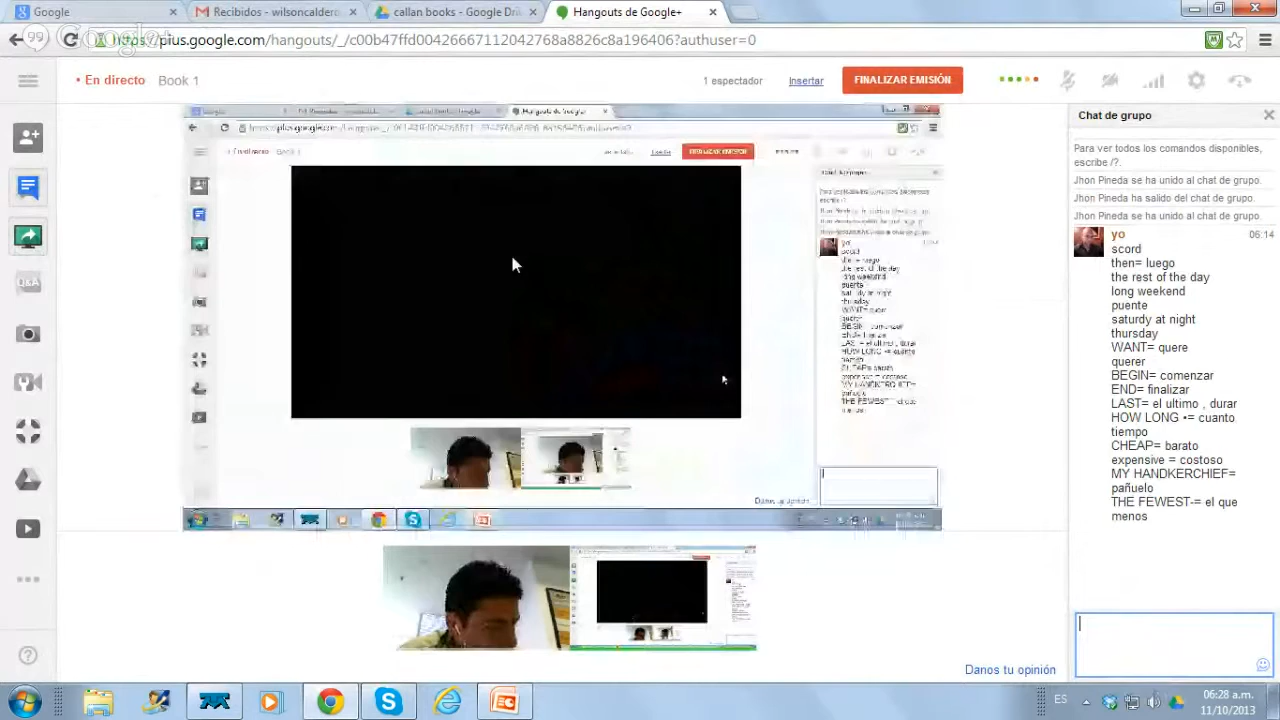 Google
Recibidos - wilsoncaldero
callan books - Google Dri
Hangouts de Google+
https://plus.google.com/hangouts/_/c00b47ffd00426667112042768a8826c8a196406?authuser=0
• En directo Book 1
1 espectador Insertar FINALIZAR EMISIÓN
Chat de grupo
Para ver todos los comandos disponibles,
escribe /?.
Jhon Pineda se ha unido al chat de grupo.
Jhon Pineda ha salido del chat de grupo.
Jhon Pineda se ha unido al chat de grupo.
yo 06:14
scord
then= luego
the rest of the day
long weekend
puente
saturdy at night
thursday
WANT= quere
querer
BEGIN= comenzar
END= finalizar
LAST= el ultimo , durar
HOW LONG •= cuanto
tiempo
CHEAP= barato
expensive = costoso
MY HANDKERCHIEF=
pañuelo
THE FEWEST•= el que
menos
Q&A
Danos tu opinión
ES
06:28 a.m.
11/10/2013